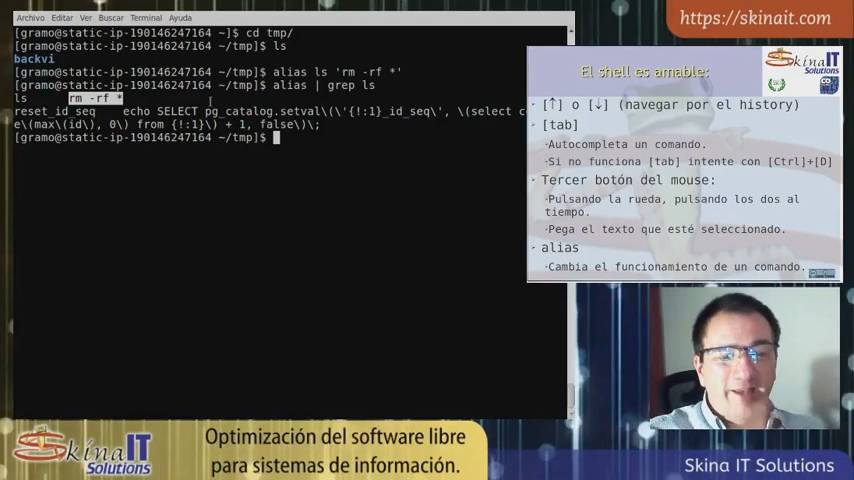 Archivo Editar Ver Buscar Terminal Ayuda
[gramo@static-ip-190146247164 ~]$ cd tmp/
[gramo@static-ip-190146247164 ~/tmp]$ ls
backvi
[gramo@static-ip-190146247164 ~/tmp]$ alias ls 'rm -rf *'
[gramo@static-ip-190146247164 ~/tmp]$ alias | grep ls
ls rm -rf *
reset_id_seq echo SELECT pg_catalog.setval\(\'{!:1}_id_seq\', \(select c
e\(max\(id\), 0\) from {!:1}\) + 1, false\)\;
[gramo@static-ip-190146247164 ~/tmp]$
https://skinait.com
El shell es amable:
SkinaIT
[↑] o [↓] (navegar por el history)
[tab]
-Autocompleta un comando.
-Si no funciona [tab] intente con [Ctrl]+[D]
Tercer botón del mouse:
-Pulsando la rueda, pulsando los dos al
tiempo.
-Pega el texto que esté seleccionado.
alias
-Cambia el funcionamiento de un comando.
Skina IT
Solutions
Optimización del software libre
para sistemas de información.
Skina IT Solutions